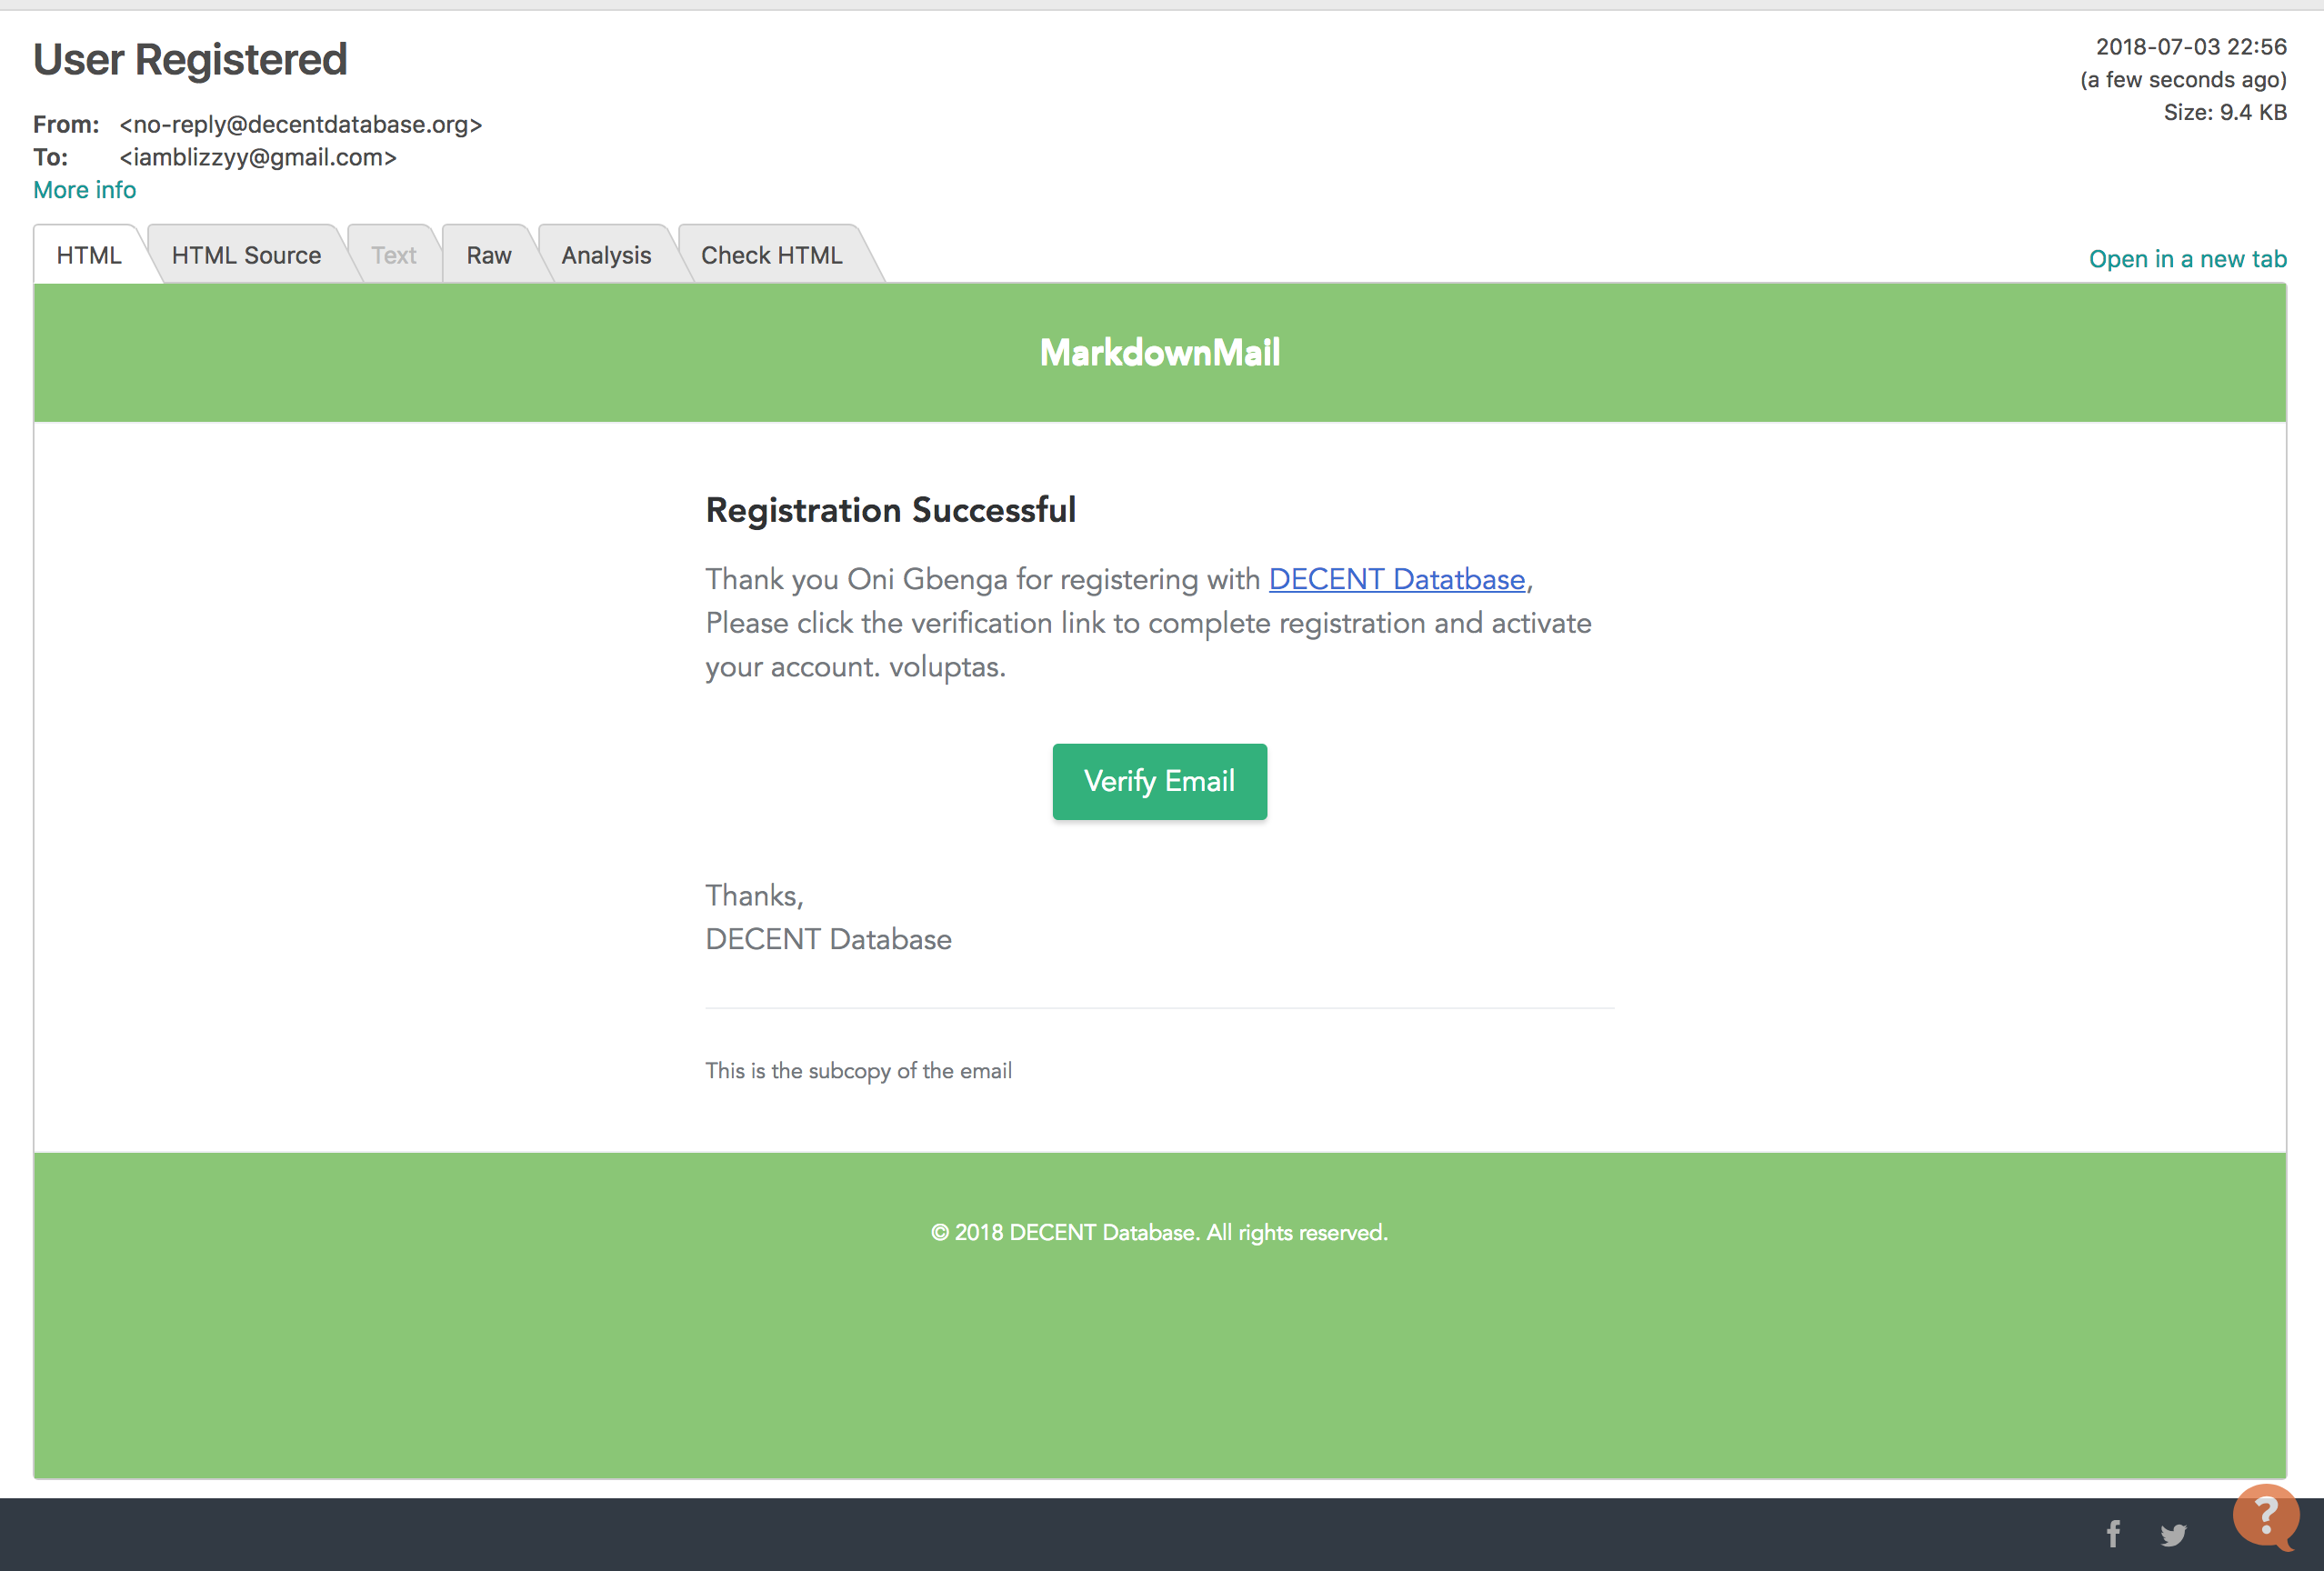 User Registered
2018-07-03 22:56
(a few seconds ago)
Size: 9.4 KB
From: <no-reply@decentdatabase.org>
To: <iamblizzyy@gmail.com>
More info
HTML HTML Source Text Raw Analysis Check HTML Open in a new tab
MarkdownMail
Registration Successful
Thank you Oni Gbenga for registering with DECENT Datatbase,
Please click the verification link to complete registration and activate
your account. voluptas.
Verify Email
Thanks,
DECENT Database
This is the subcopy of the email
© 2018 DECENT Database. All rights reserved.
f ?